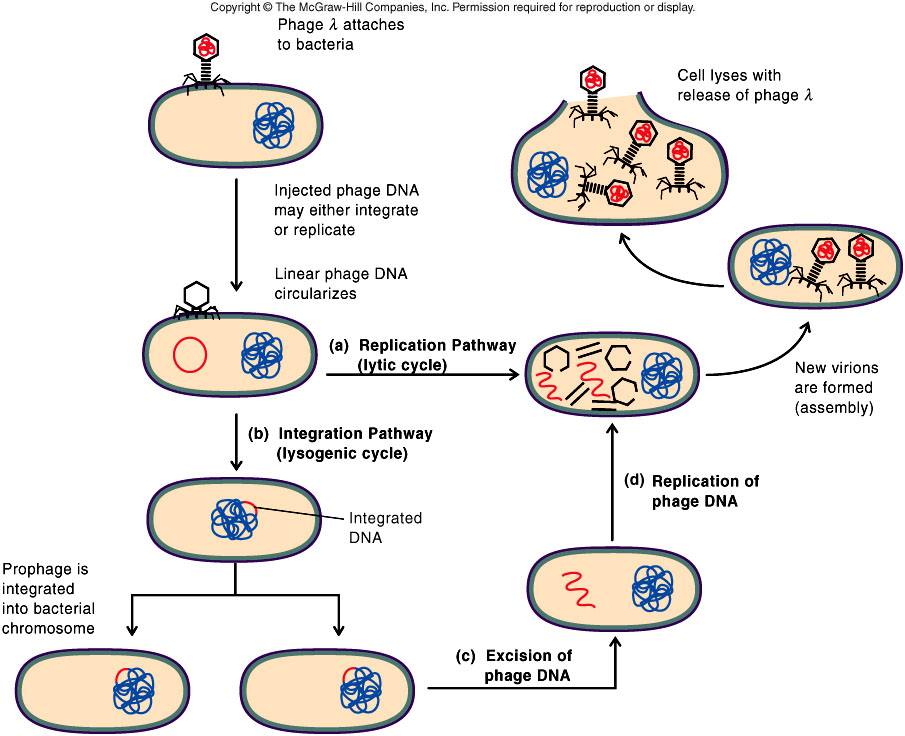 Copyright © The McGraw-Hill Companies, Inc. Permission required for reproduction or display.
Phage λ attaches
to bacteria
Cell lyses with
release of phage λ
Injected phage DNA
may either integrate
or replicate
Linear phage DNA
circularizes
(a) Replication Pathway
(lytic cycle)
New virions
are formed
(assembly)
(b) Integration Pathway
(lysogenic cycle)
(d) Replication of
phage DNA
Integrated
DNA
Prophage is
integrated
into bacterial
chromosome
(c) Excision of
phage DNA